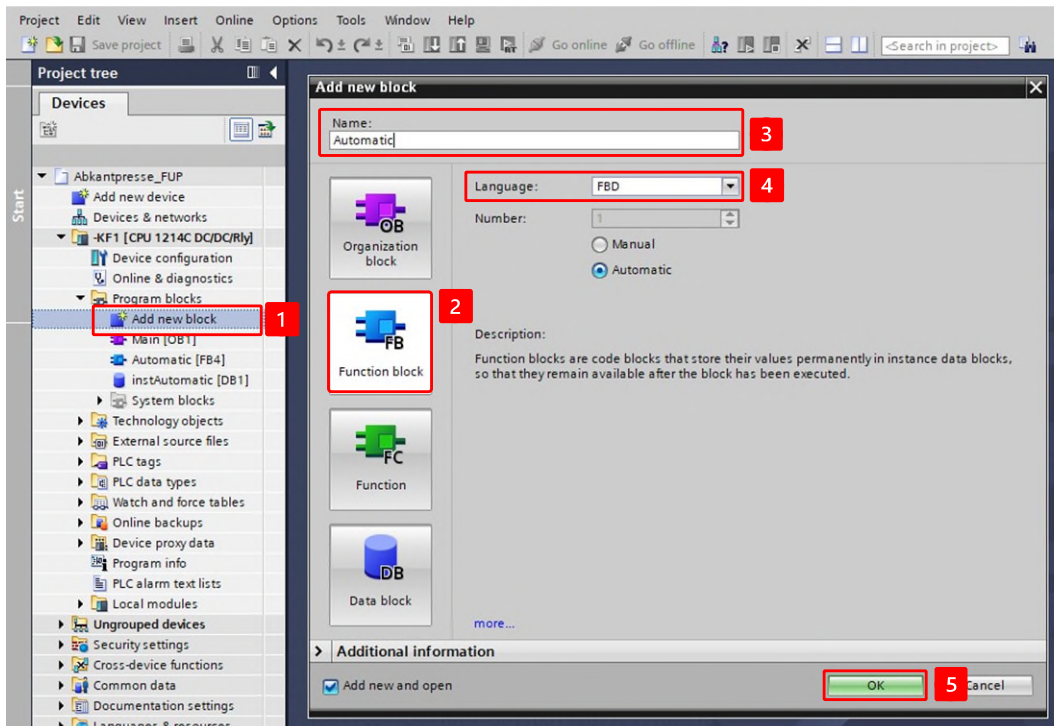 Project Edit View Insert Online Options Tools Window Help
Save project Go online Go offline <Search in project>
Start
Project tree
Devices
Abkantpresse_FUP
Add new device
Devices & networks
-KF1 [CPU 1214C DC/DC/Rly]
Device configuration
Online & diagnostics
Program blocks
Add new block
1
Main [OB1]
Automatic [FB4]
instAutomatic [DB1]
System blocks
Technology objects
External source files
PLC tags
PLC data types
Watch and force tables
Online backups
Device proxy data
Program info
PLC alarm text lists
Local modules
Ungrouped devices
Security settings
Cross-device functions
Common data
Documentation settings
Languages & resources
Add new block
Name:
Automatic
3
OB
Organization
block
2
FB
Function block
FC
Function
DB
Data block
Language: FBD
4
Number: 1
Manual
Automatic
Description:
Function blocks are code blocks that store their values permanently in instance data blocks,
so that they remain available after the block has been executed.
more...
> Additional information
Add new and open
OK
5
Cancel